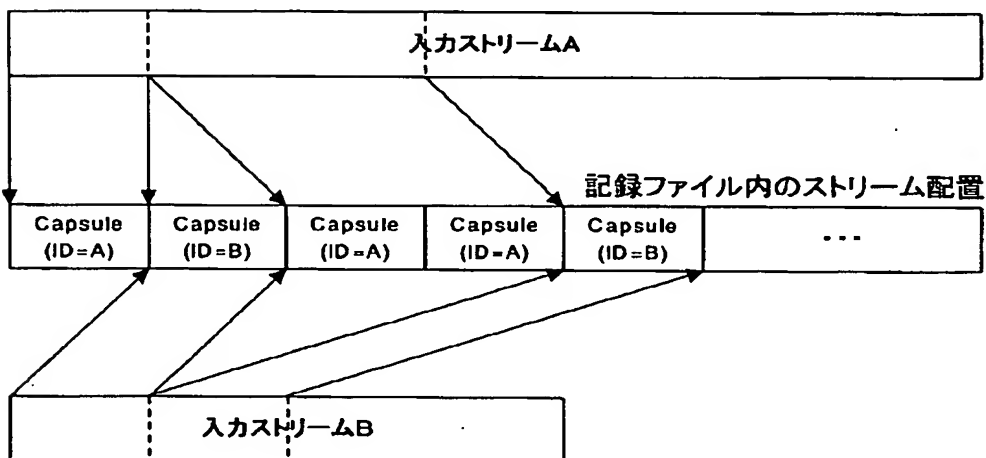 入力ストリームA
記録ファイル内のストリーム配置
Capsule
(ID=A)
Capsule
(ID=B)
Capsule
(ID=A)
Capsule
(ID=A)
Capsule
(ID=B)
...
入力ストリームB